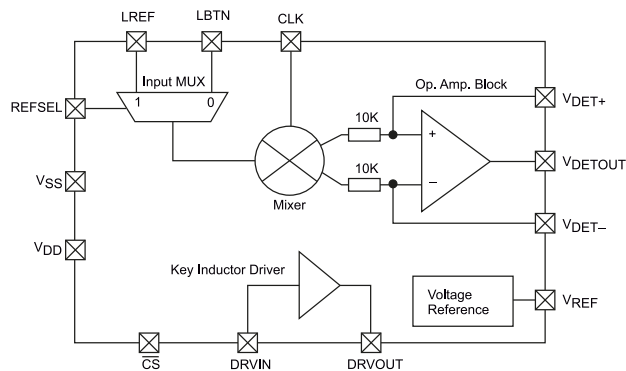 LREF
LBTN
CLK
Input MUX
1
0
REFSEL
Op. Amp. Block
VDET+
10K
+
VDETOUT
10K
–
Mixer
VSS
VDET–
VDD
Key Inductor Driver
Voltage
Reference
VREF
CS
DRVIN
DRVOUT